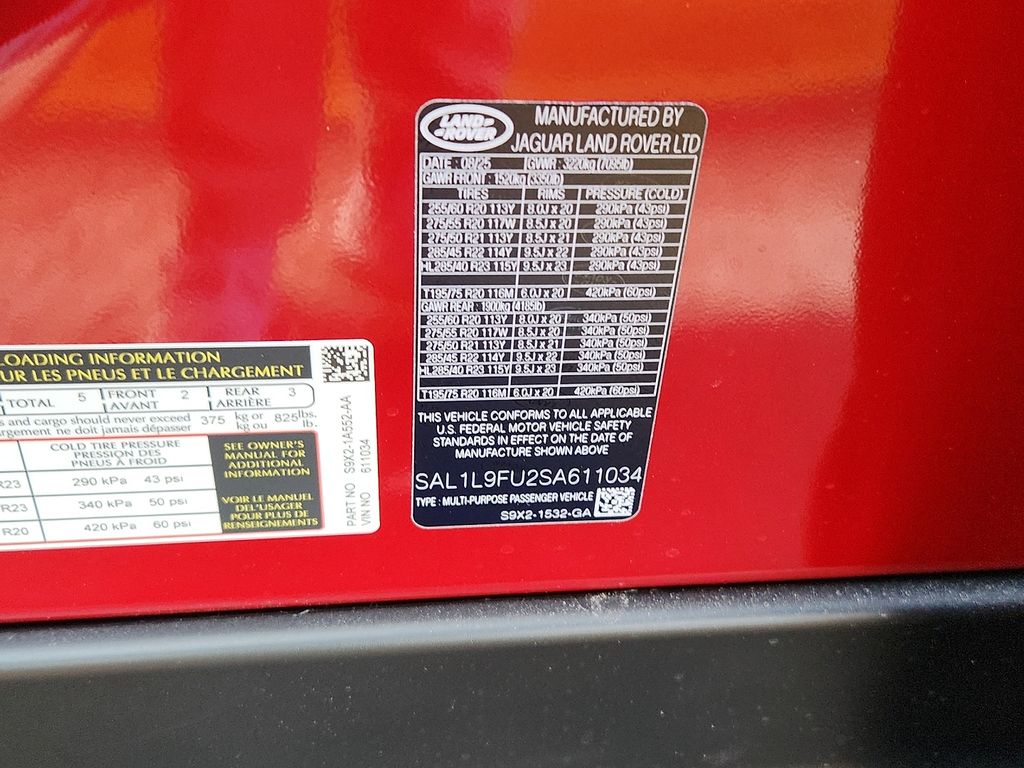 LAND
ROVER
MANUFACTURED BY
JAGUAR LAND ROVER LTD
DATE : 08/25 GVWR : 3220kg (7095lb)
GAWR FRONT : 1520kg (3350lb)
TIRES RIMS PRESSURE (COLD)
255/60 R20 113Y 8.0J x 20 290kPa (43psi)
275/55 R20 117W 8.5J x 20 290kPa (43psi)
275/50 R21 113Y 8.5J x 21 290kPa (43psi)
285/45 R22 114Y 9.5J x 22 290kPa (43psi)
HL285/40 R23 115Y 9.5J x 23 290kPa (43psi)
T195/75 R20 116M 6.0J x 20 420kPa (60psi)
GAWR REAR : 1900kg (4185lb)
255/60 R20 113Y 8.0J x 20 340kPa (50psi)
275/55 R20 117W 8.5J x 20 340kPa (50psi)
275/50 R21 113Y 8.5J x 21 340kPa (50psi)
285/45 R22 114Y 9.5J x 22 340kPa (50psi)
HL285/40 R23 115Y 9.5J x 23 340kPa (50psi)
T195/75 R20 116M 6.0J x 20 420kPa (60psi)
THIS VEHICLE CONFORMS TO ALL APPLICABLE
U.S. FEDERAL MOTOR VEHICLE SAFETY
STANDARDS IN EFFECT ON THE DATE OF
MANUFACTURE SHOWN ABOVE
SAL1L9FU2SA611034
TYPE : MULTI-PURPOSE PASSENGER VEHICLE
S9X2-1532-GA
LOADING INFORMATION
UR LES PNEUS ET LE CHARGEMENT
TOTAL 5 FRONT 2 REAR 3
AVANT ARRIÈRE
s and cargo should never exceed 375 kg or 825 lbs.
rgement ne doit jamais dépasser kg ou lb.
COLD TIRE PRESSURE
PRESSION DES
PNEUS À FROID
R23 290 kPa 43 psi
R23 340 kPa 50 psi
R20 420 kPa 60 psi
SEE OWNER'S
MANUAL FOR
ADDITIONAL
INFORMATION
VOIR LE MANUEL
DE L'USAGER
POUR PLUS DE
RENSEIGNEMENTS
PART NO S9X2-1A552-AA
VIN NO 611034